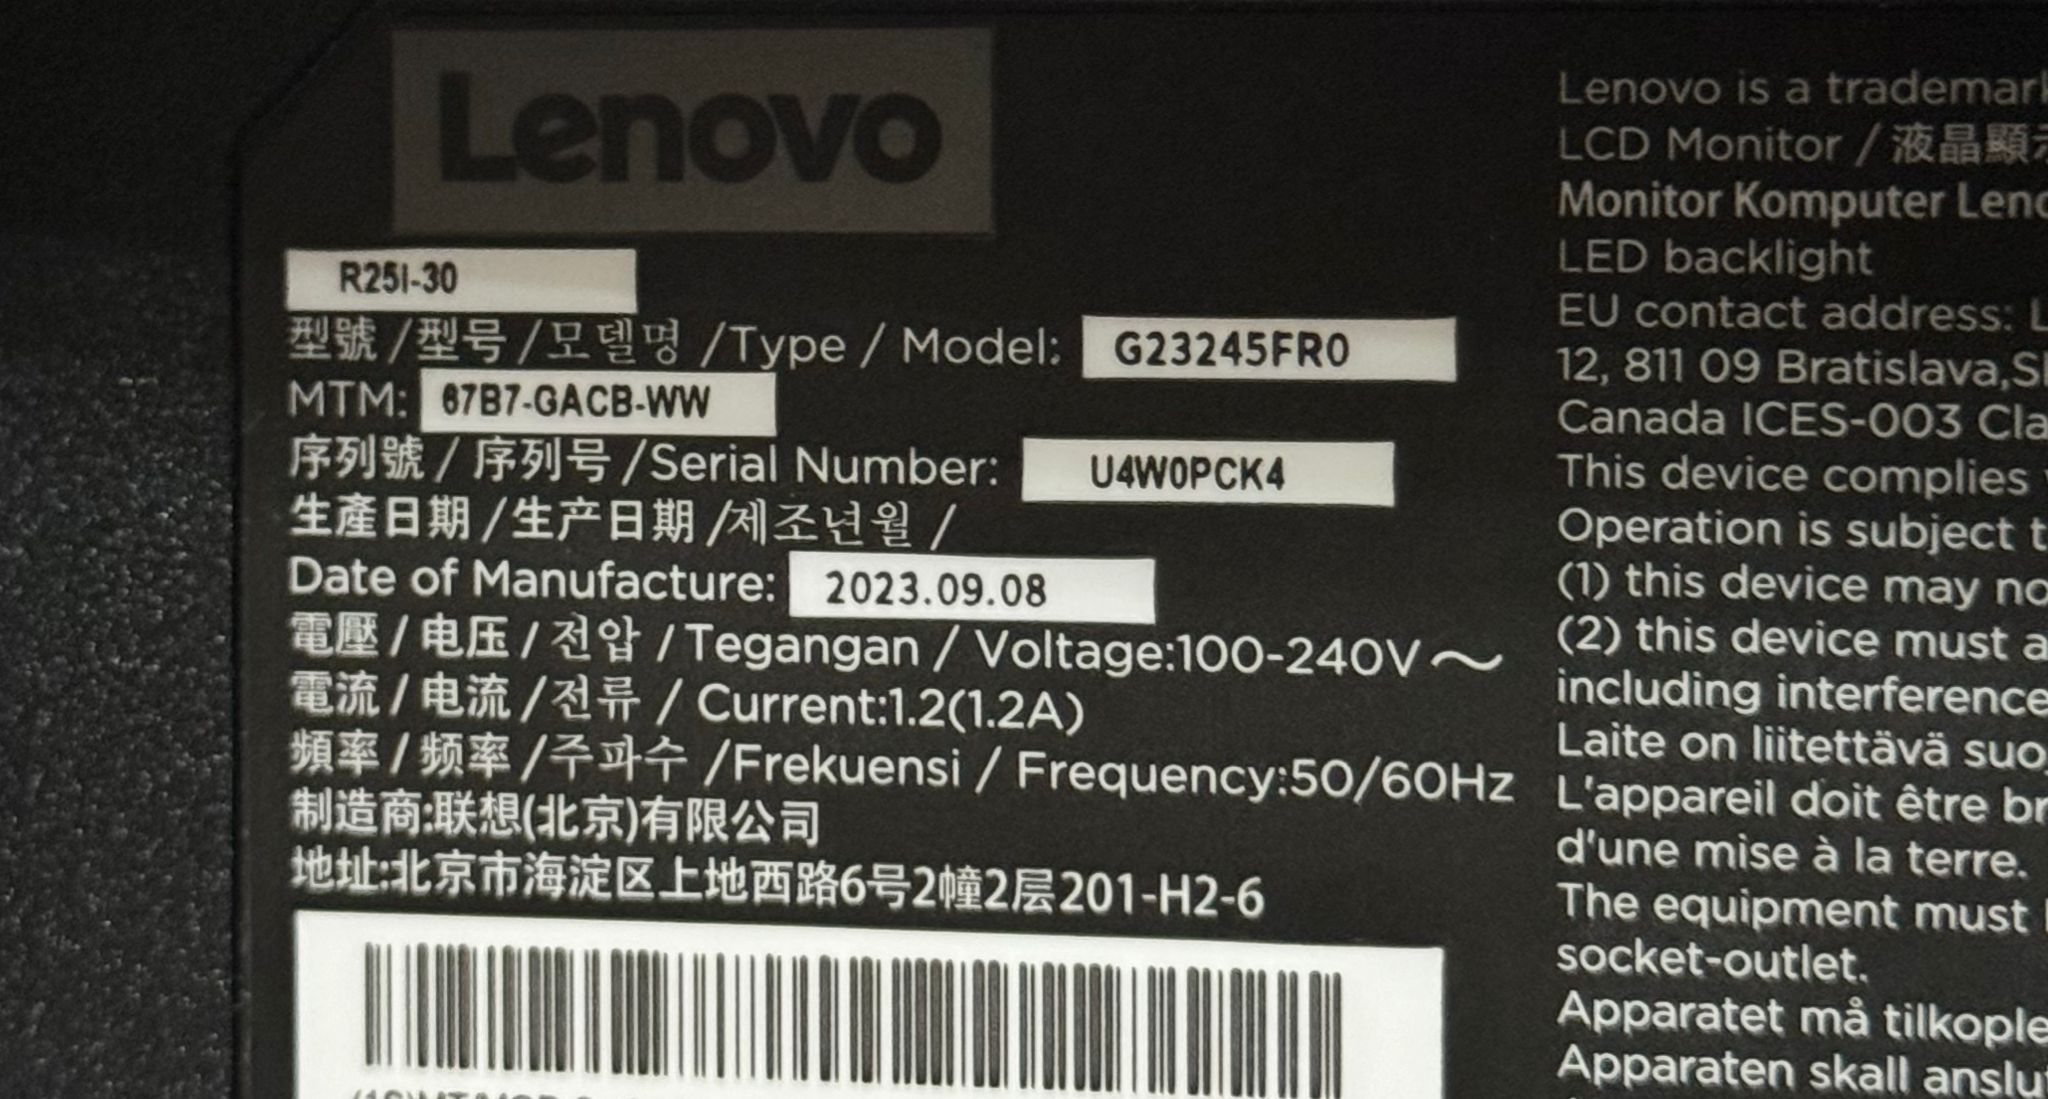 Lenovo
R25I-30
型號 /型号 /모델명 /Type / Model: G23245FR0
MTM: 67B7-GACB-WW
序列號 / 序列号 /Serial Number: U4W0PCK4
生產日期 /生产日期 /제조년월 /
Date of Manufacture: 2023.09.08
電壓 / 电压 / 전압 / Tegangan / Voltage:100-240V～
電流 / 电流 /전류 / Current:1.2(1.2A)
頻率 / 频率 /주파수 /Frekuensi / Frequency:50/60Hz
制造商:联想(北京)有限公司
地址:北京市海淀区上地西路6号2幢2层201-H2-6
Lenovo is a trademark
LCD Monitor / 液晶顯示
Monitor Komputer
LED backlight
EU contact address:
12, 811 09 Bratislava,
Canada ICES-003
This device complies
Operation is subject
(1) this device may
(2) this device must
including interference
Laite on liitettävä
L'appareil doit être
d'une mise à la terre.
The equipment must
socket-outlet.
Apparatet må
Apparaten skall